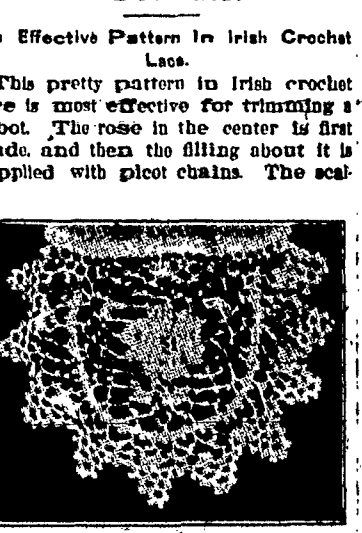 Effective Pattern In Irish Crochet
Lace.
This pretty pattern in Irish crochet
re is most effective for trimming a
bot. The rose in the center is first
ade, and then the filling about it is
pplied with picot chains. The scal-